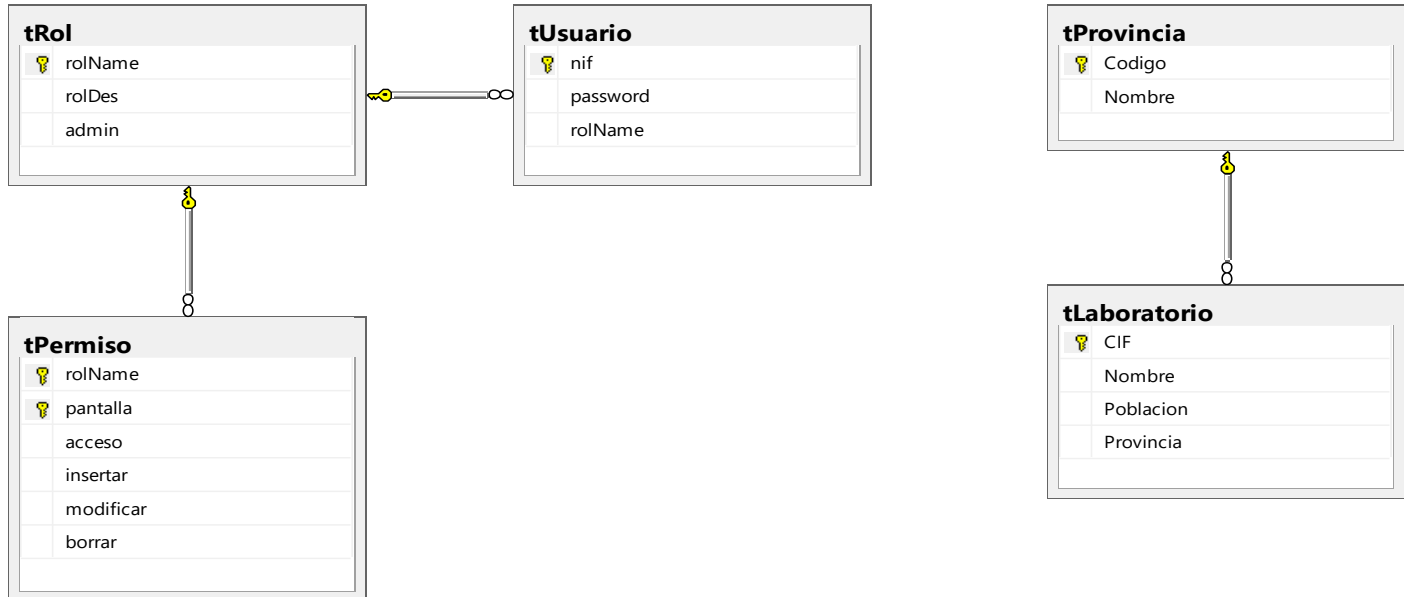 tRol
rolName
rolDes
admin
tUsuario
nif
password
rolName
tProvincia
Codigo
Nombre
tPermiso
rolName
pantalla
acceso
insertar
modificar
borrar
tLaboratorio
CIF
Nombre
Poblacion
Provincia